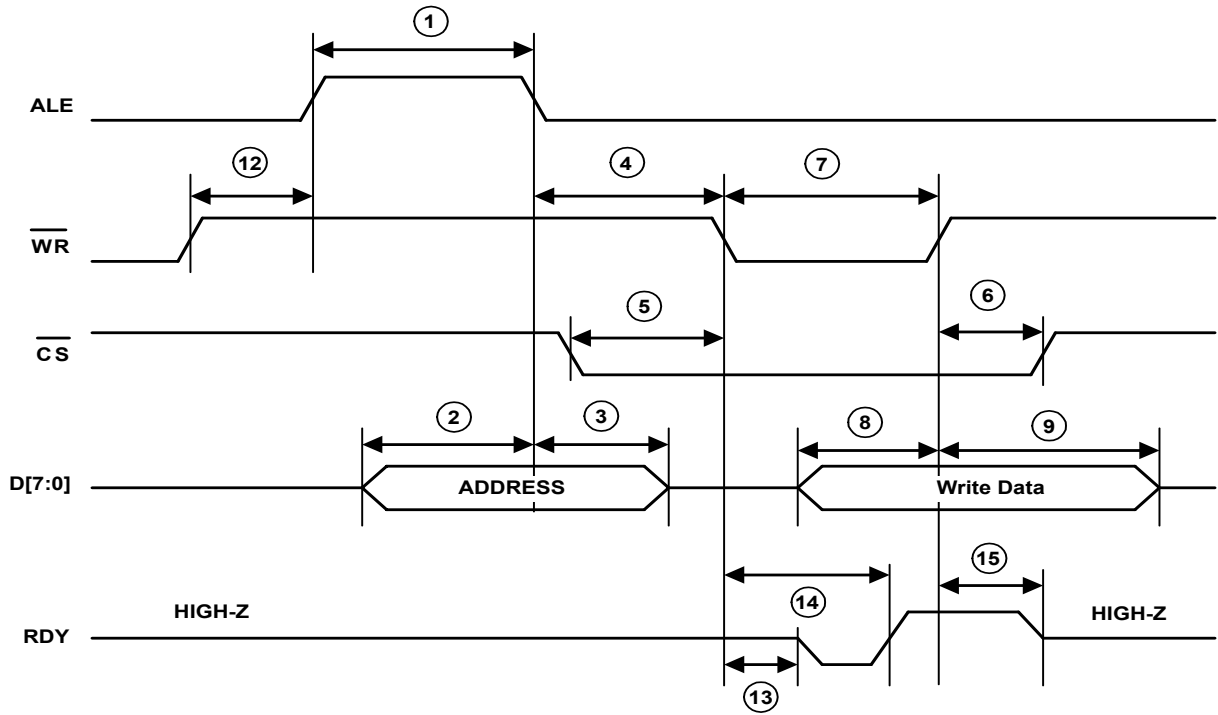 1
ALE
12
4
7
WR
5
6
CS
2
3
8
9
D[7:0]
ADDRESS
Write Data
15
14
HIGH-Z
HIGH-Z
RDY
13